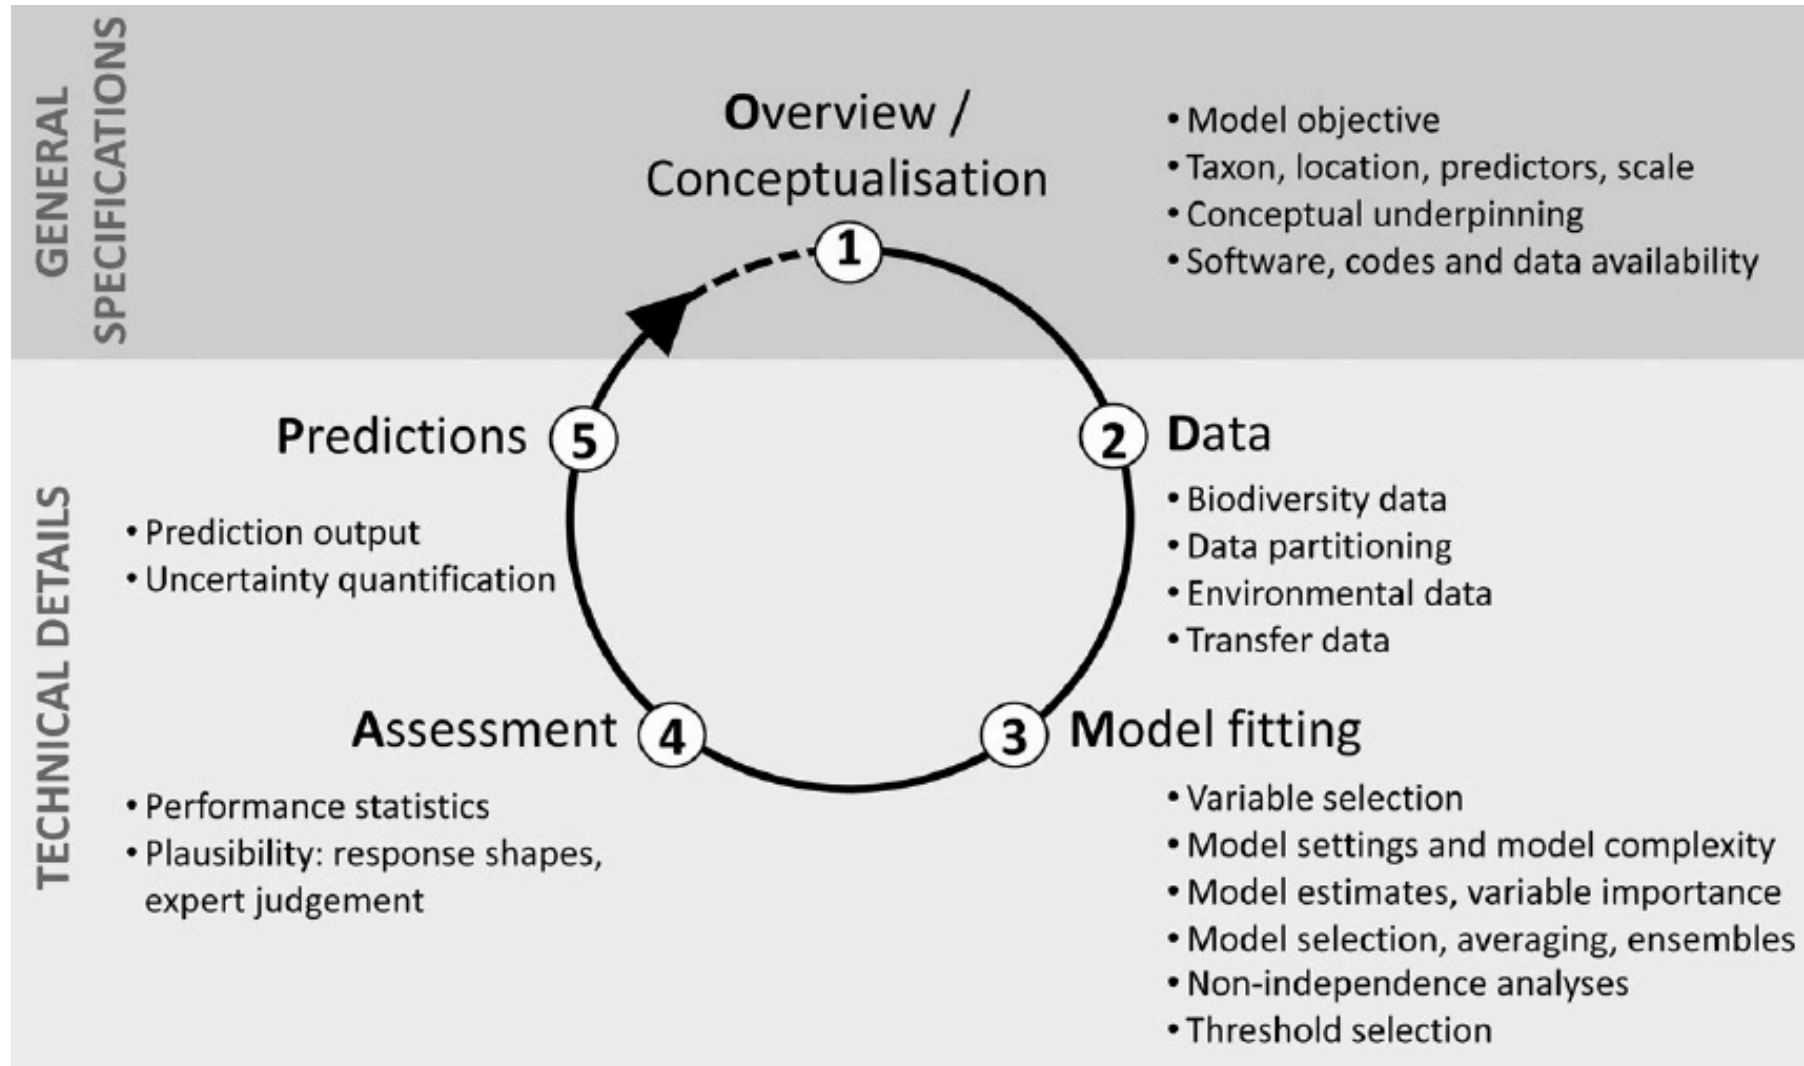 GENERAL
SPECIFICATIONS
Overview /
Conceptualisation
1
• Model objective
• Taxon, location, predictors, scale
• Conceptual underpinning
• Software, codes and data availability
TECHNICAL DETAILS
2
Data
• Biodiversity data
• Data partitioning
• Environmental data
• Transfer data
3
Model fitting
• Variable selection
• Model settings and model complexity
• Model estimates, variable importance
• Model selection, averaging, ensembles
• Non-independence analyses
• Threshold selection
Assessment
4
• Performance statistics
• Plausibility: response shapes,
expert judgement
Predictions
5
• Prediction output
• Uncertainty quantification